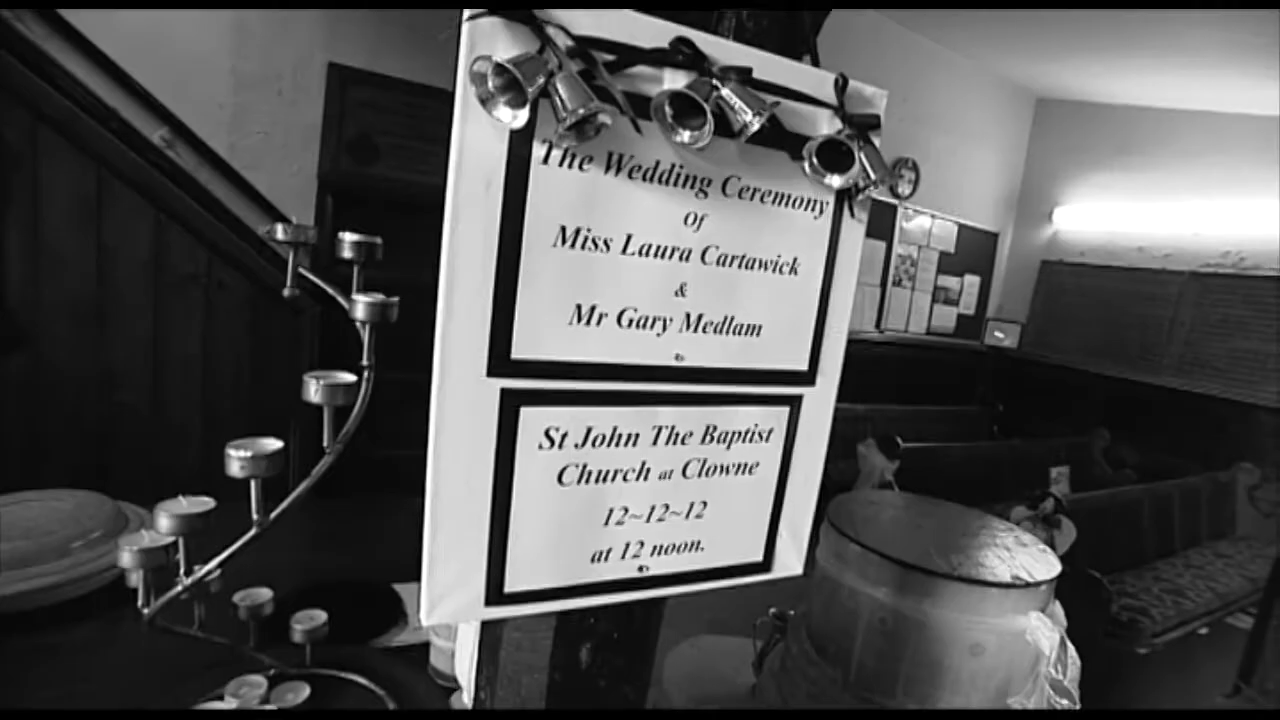 The Wedding Ceremony
Of
Miss Laura Cartawick
&
Mr Gary Medlam
St John The Baptist
Church at Clowne
12~12~12
at 12 noon.